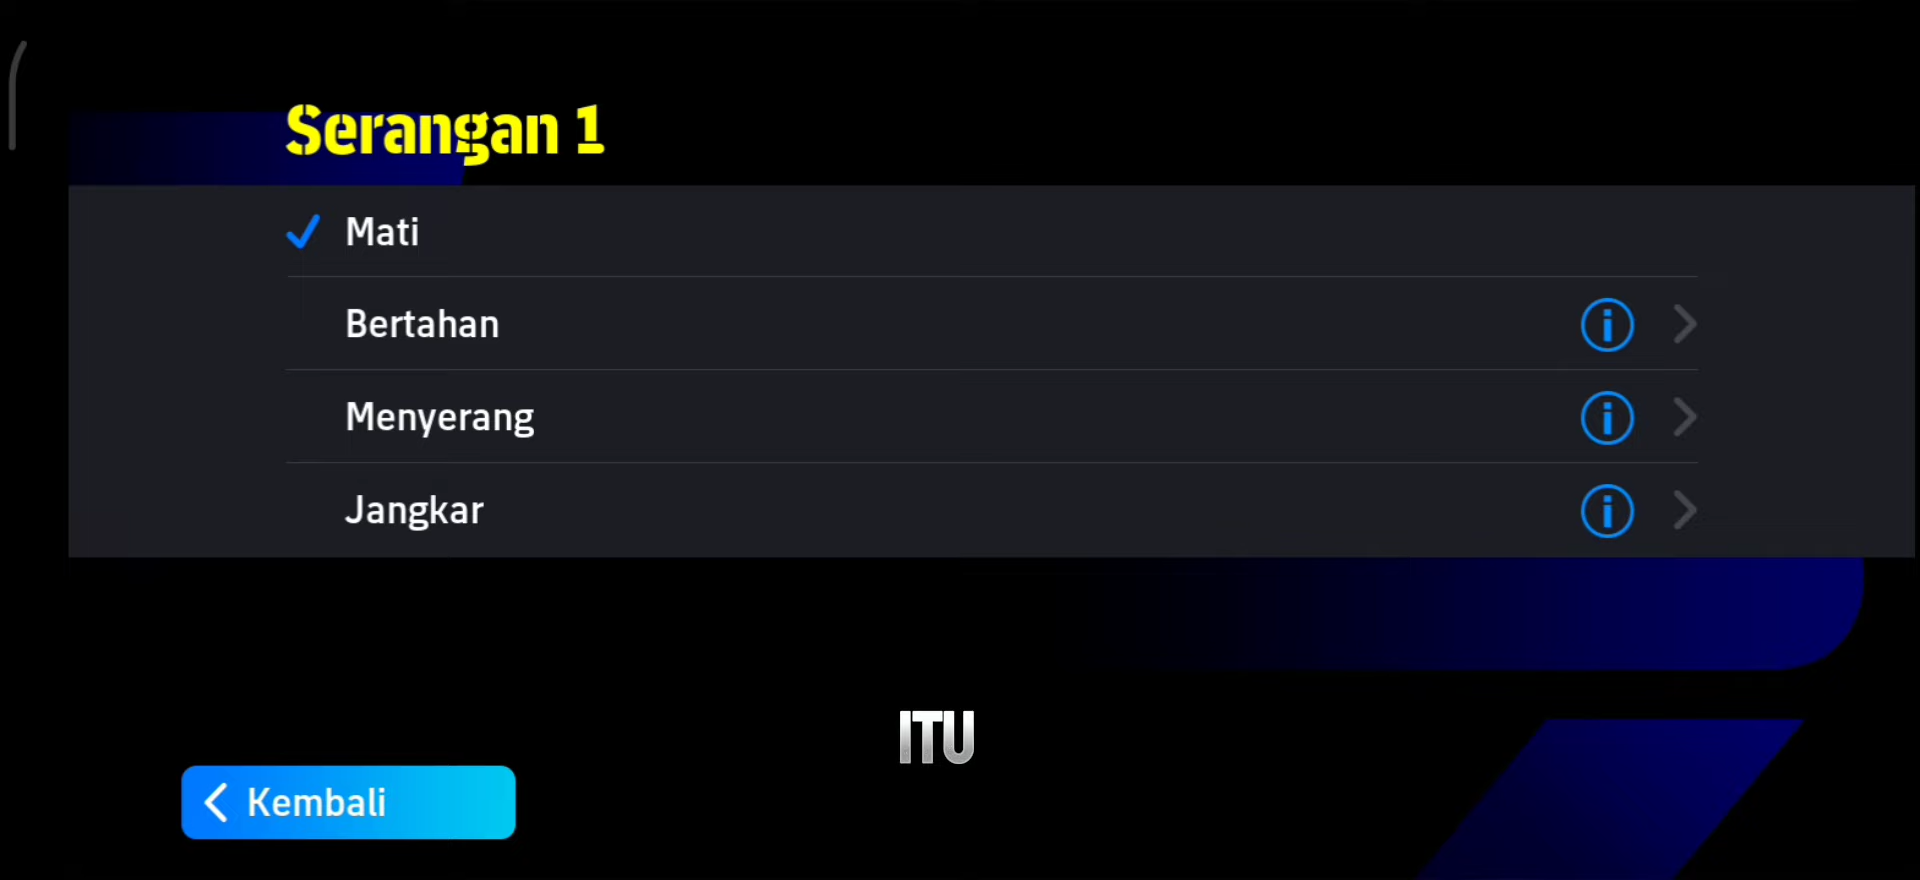 Serangan 1
Mati
Bertahan
Menyerang
Jangkar
ITU
Kembali